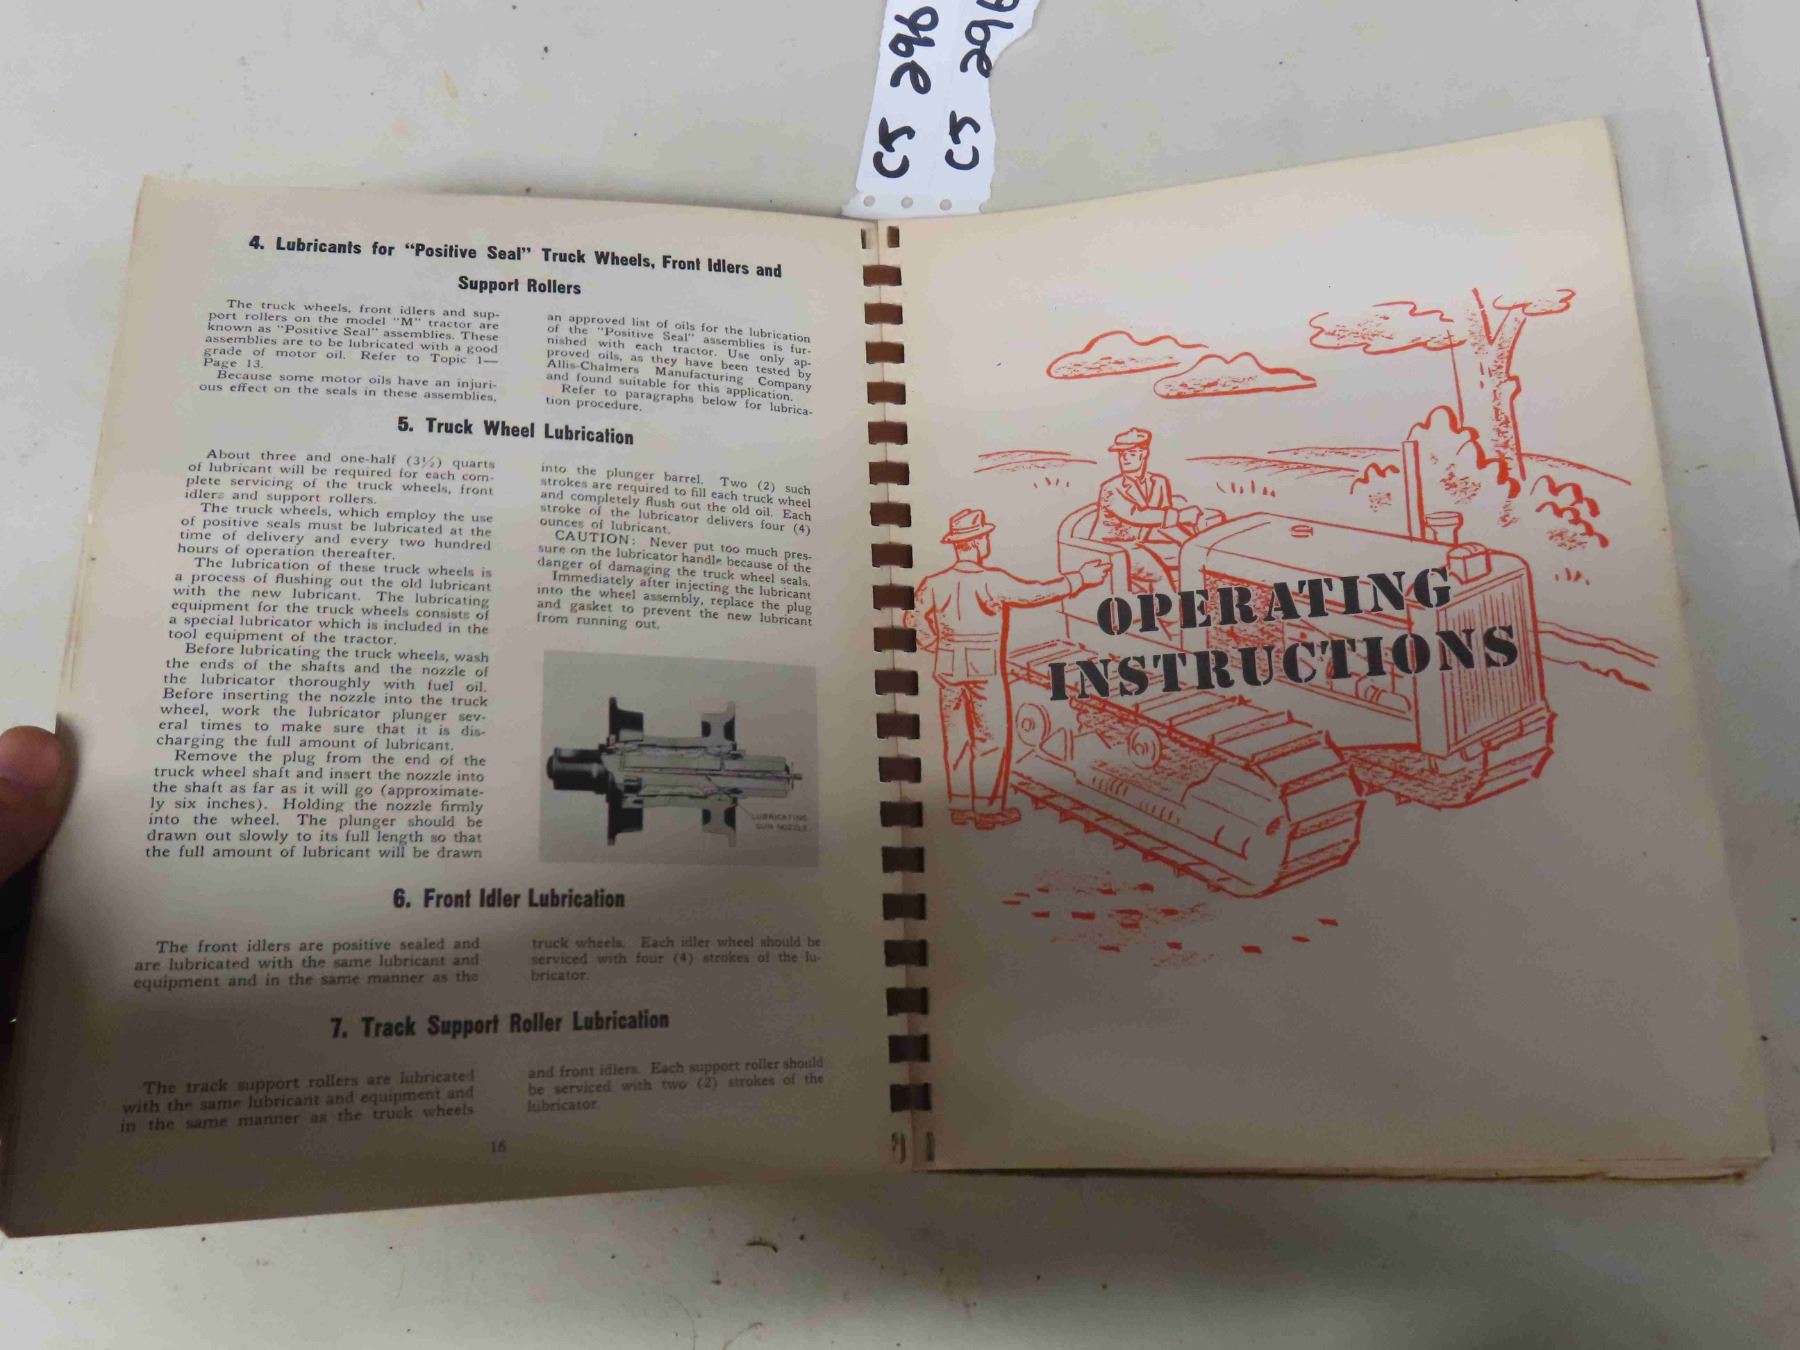 C5 296
C5 296
4. Lubricants for "Positive Seal" Truck Wheels, Front Idlers and
Support Rollers
The truck wheels, front idlers and sup-
port rollers on the model "M" tractor are
known as "Positive Seal" assemblies. These
assemblies are to be lubricated with a good
grade of motor oil. Refer to Topic 1—
Page 13.
Because some motor oils have an injuri-
ous effect on the seals in these assemblies,
an approved list of oils for the lubrication
of the "Positive Seal" assemblies is fur-
nished with each tractor. Use only ap-
proved oils, as they have been tested by
Allis-Chalmers Manufacturing Company
and found suitable for this application.
Refer to paragraphs below for lubrica-
tion procedure.
5. Truck Wheel Lubrication
About three and one-half (3½) quarts
of lubricant will be required for each com-
plete servicing of the truck wheels, front
idlers and support rollers.
The truck wheels, which employ the use
of positive seals must be lubricated at the
time of delivery and every two hundred
hours of operation thereafter.
The lubrication of these truck wheels is
a process of flushing out the old lubricant
with the new lubricant. The lubricating
equipment for the truck wheels consists of
a special lubricator which is included in the
tool equipment of the tractor.
Before lubricating the truck wheels, wash
the ends of the shafts and the nozzle of
the lubricator thoroughly with fuel oil.
Before inserting the nozzle into the truck
wheel, work the lubricator plunger sev-
eral times to make sure that it is dis-
charging the full amount of lubricant.
Remove the plug from the end of the
truck wheel shaft and insert the nozzle into
the shaft as far as it will go (approximate-
ly six inches). Holding the nozzle firmly
into the wheel. The plunger should be
drawn out slowly to its full length so that
the full amount of lubricant will be drawn
into the plunger barrel. Two (2) such
strokes are required to fill each truck wheel
and completely flush out the old oil. Each
stroke of the lubricator delivers four (4)
ounces of lubricant.
CAUTION: Never put too much pres-
sure on the lubricator handle because of the
danger of damaging the truck wheel seals.
Immediately after injecting the lubricant
into the wheel assembly, replace the plug
and gasket to prevent the new lubricant
from running out.
LUBRICATING
GUN NOZZLE.
6. Front Idler Lubrication
The front idlers are positive sealed and
are lubricated with the same lubricant and
equipment and in the same manner as the
truck wheels. Each idler wheel should be
serviced with four (4) strokes of the lu-
bricator.
7. Track Support Roller Lubrication
The track support rollers are lubricated
with the same lubricant and equipment and
in the same manner as the truck wheels
and front idlers. Each support roller should
be serviced with two (2) strokes of the
lubricator.
16
OPERATING
INSTRUCTIONS